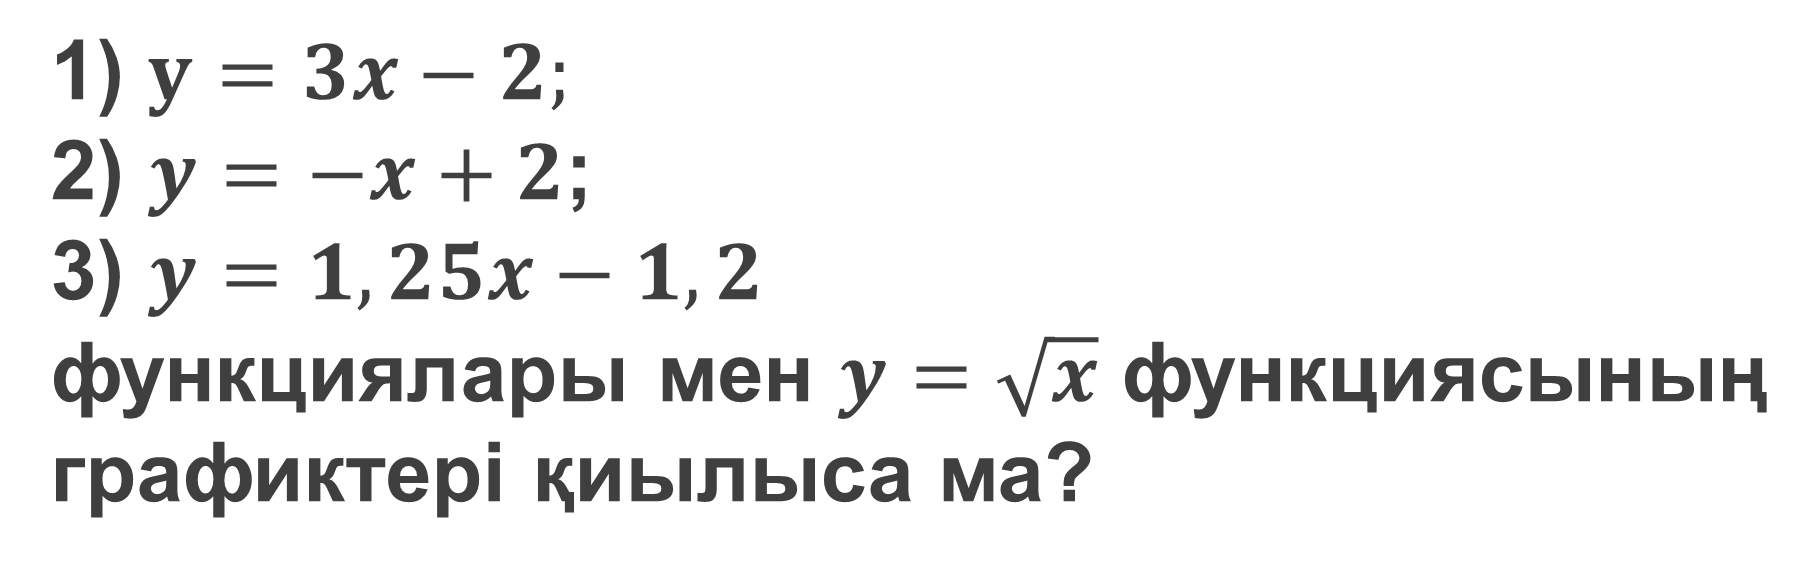 1) y = 3x − 2;
2) y = −x + 2;
3) y = 1,25x − 1,2
функциялары мен y = √x функциясының
графиктері қиылыса ма?